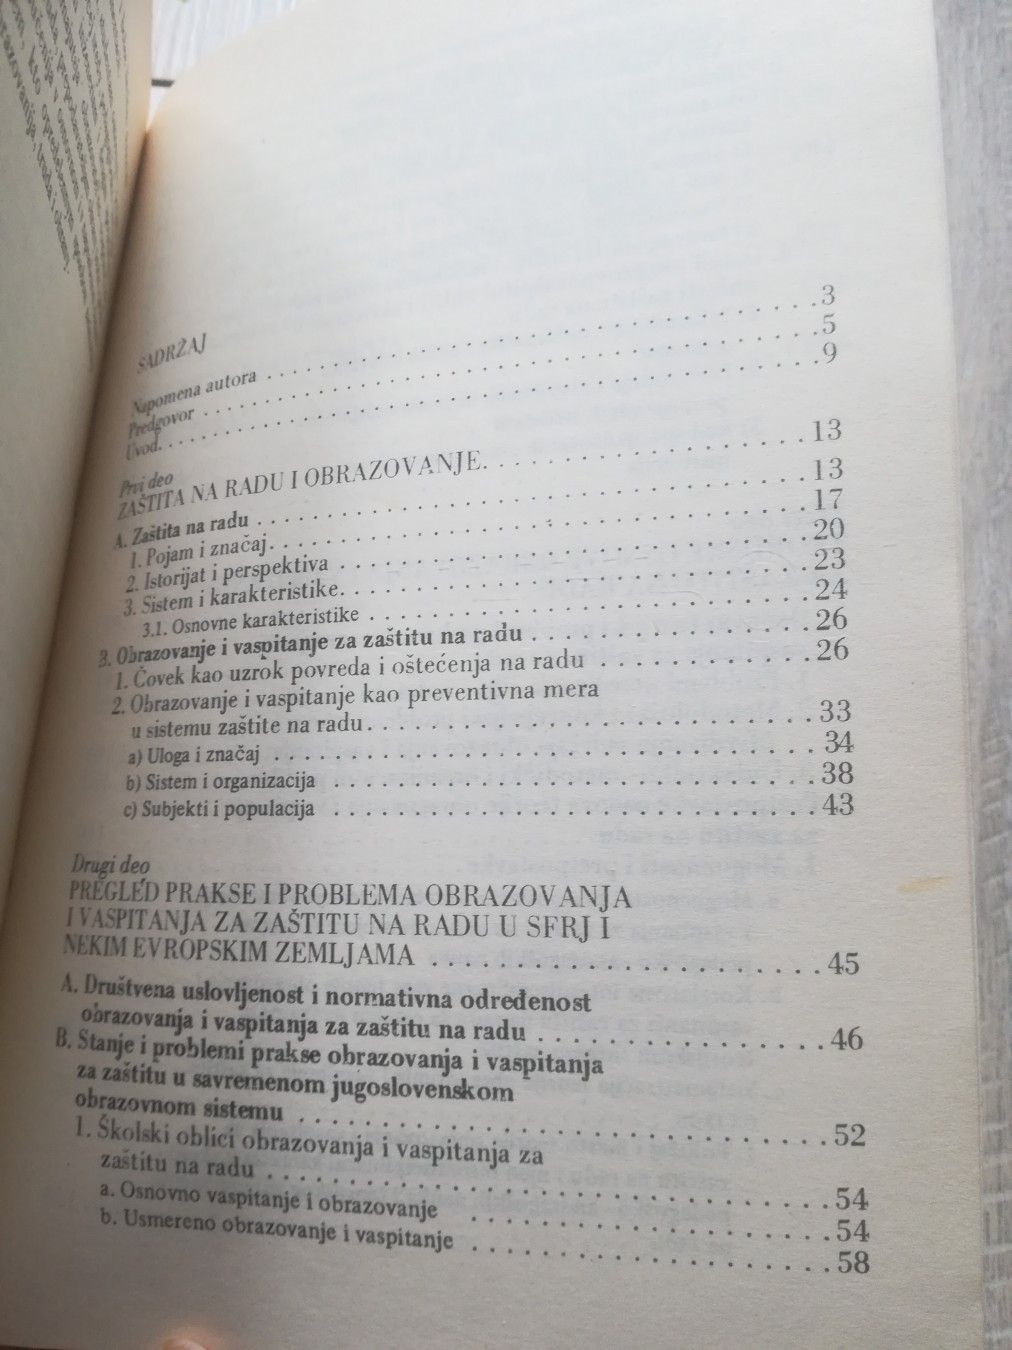 SADRŽAJ
Napomena autora . . . . . . . . . . . . . . . . . . . . . . . . . . . . 3
Predgovor . . . . . . . . . . . . . . . . . . . . . . . . . . . . . . . 5
Uvod. . . . . . . . . . . . . . . . . . . . . . . . . . . . . . . . . . 9
Prvi deo
ZAŠTITA NA RADU I OBRAZOVANJE. . . . . . . . . . . . . . . . 13
A. Zaštita na radu . . . . . . . . . . . . . . . . . . . . . . . . . . . . 13
1. Pojam i značaj. . . . . . . . . . . . . . . . . . . . . . . . . . . . 17
2. Istorijat i perspektiva . . . . . . . . . . . . . . . . . . . . . . . . 20
3. Sistem i karakteristike. . . . . . . . . . . . . . . . . . . . . . . . 23
3.1. Osnovne karakteristike . . . . . . . . . . . . . . . . . . . . . . 24
B. Obrazovanje i vaspitanje za zaštitu na radu . . . . . . . . . . . . . 26
1. Čovek kao uzrok povreda i oštećenja na radu . . . . . . . . . . . 26
2. Obrazovanje i vaspitanje kao preventivna mera
u sistemu zaštite na radu. . . . . . . . . . . . . . . . . . . . . . . 33
a) Uloga i značaj . . . . . . . . . . . . . . . . . . . . . . . . . . . 34
b) Sistem i organizacija . . . . . . . . . . . . . . . . . . . . . . . . 38
c) Subjekti i populacija . . . . . . . . . . . . . . . . . . . . . . . . 43
Drugi deo
PREGLED PRAKSE I PROBLEMA OBRAZOVANJA
I VASPITANJA ZA ZAŠTITU NA RADU U SFRJ I
NEKIM EVROPSKIM ZEMLJAMA . . . . . . . . . . . . . . . . . . . 45
A. Društvena uslovljenost i normativna određenost
obrazovanja i vaspitanja za zaštitu na radu . . . . . . . . . . . . . . 46
B. Stanje i problemi prakse obrazovanja i vaspitanja
za zaštitu u savremenom jugoslovenskom
obrazovnom sistemu . . . . . . . . . . . . . . . . . . . . . . . . . . 52
1. Školski oblici obrazovanja i vaspitanja za
zaštitu na radu . . . . . . . . . . . . . . . . . . . . . . . . . . . . 54
a. Osnovno vaspitanje i obrazovanje . . . . . . . . . . . . . . . . . 54
b. Usmereno obrazovanje i vaspitanje . . . . . . . . . . . . . . . . . 58